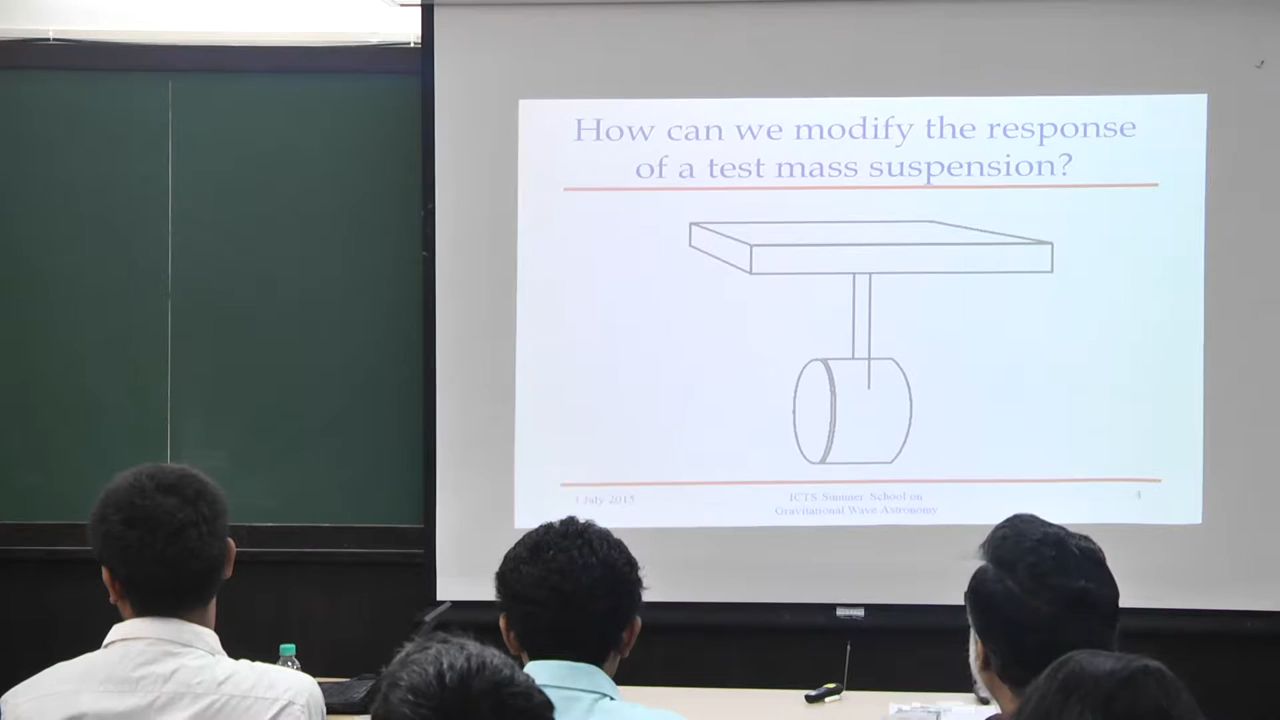 How can we modify the response
of a test mass suspension?
July 2015
ICTS Summer School on
Gravitational Wave Astronomy
4